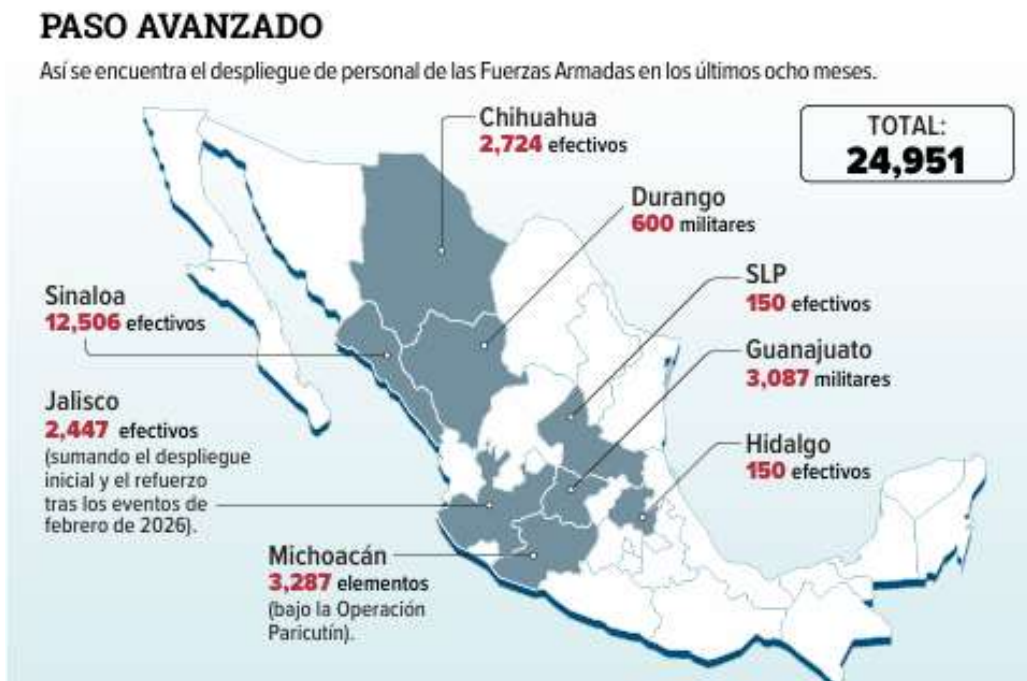 PASO AVANZADO
Así se encuentra el despliegue de personal de las Fuerzas Armadas en los últimos ocho meses.
TOTAL:
24,951
Chihuahua
2,724 efectivos
Durango
600 militares
SLP
150 efectivos
Guanajuato
3,087 militares
Hidalgo
150 efectivos
Sinaloa
12,506 efectivos
Jalisco
2,447 efectivos
(sumando el despliegue
inicial y el refuerzo
tras los eventos de
febrero de 2026).
Michoacán
3,287 elementos
(bajo la Operación
Paricutín).